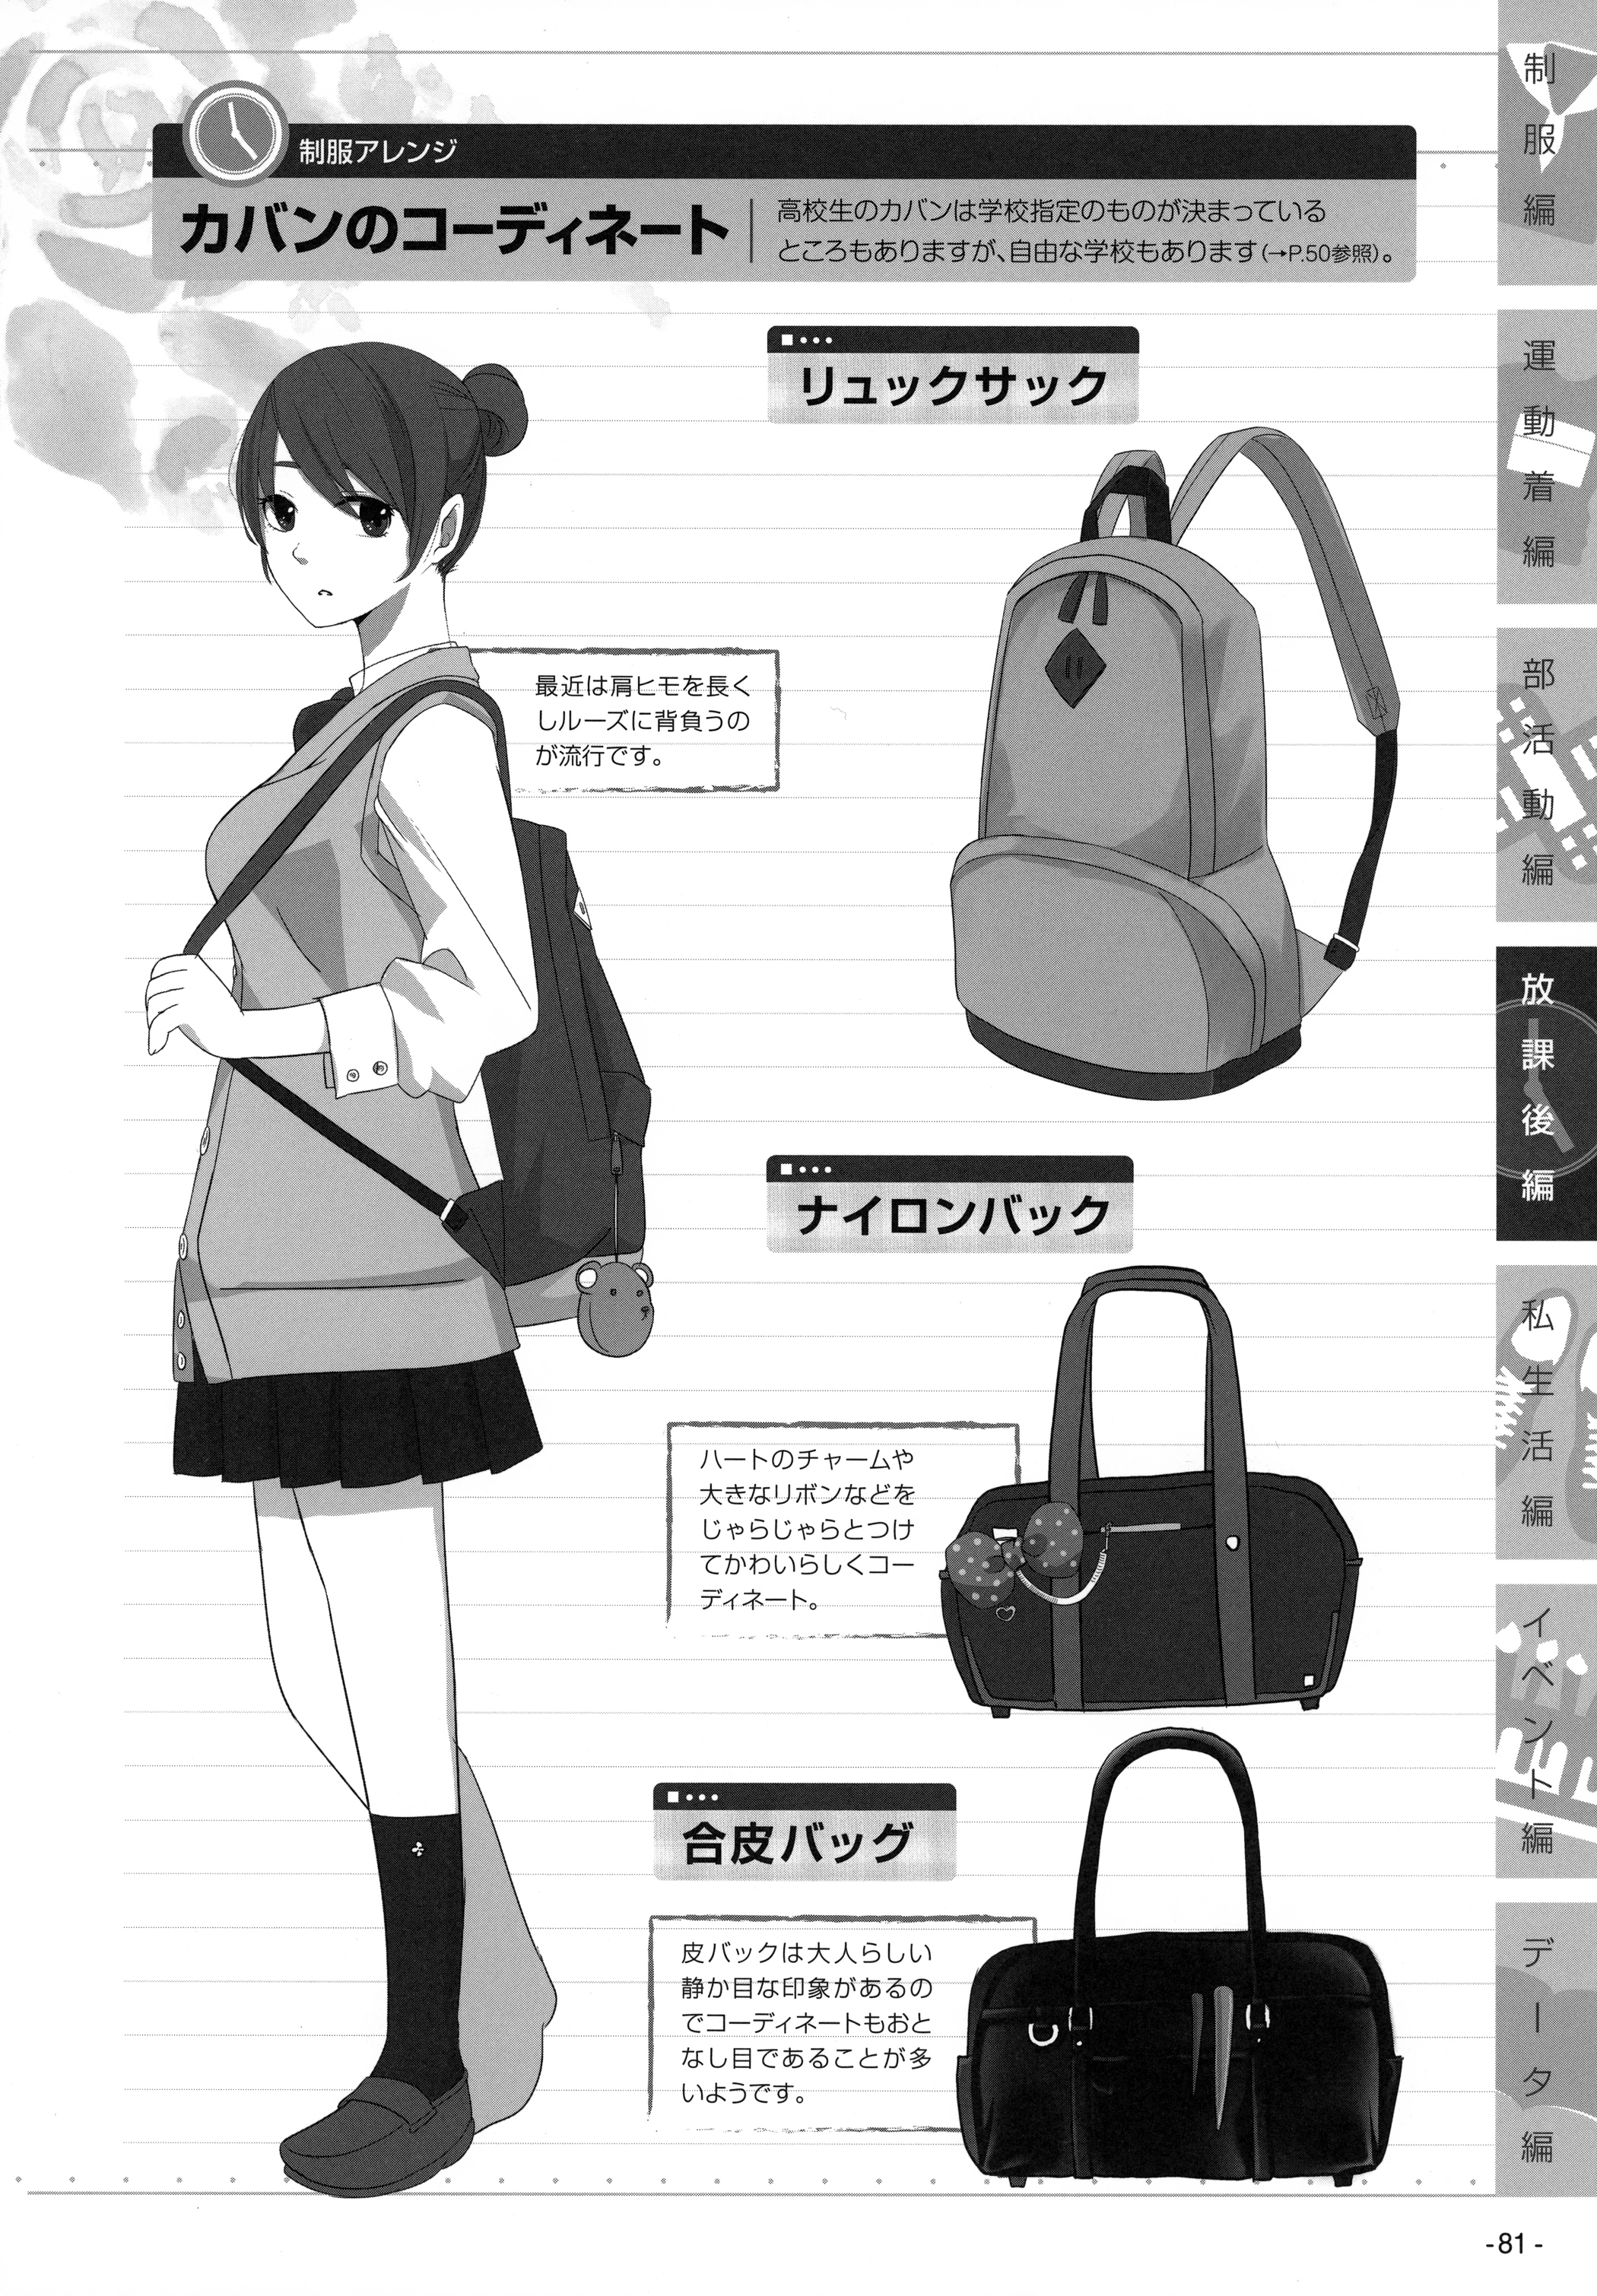 制服アレンジ
カバンのコーディネート
高校生のカバンは学校指定のものが決まっている
ところもありますが、自由な学校もあります(→P.50参照)。
リュックサック
最近は肩ヒモを長く
しルーズに背負うの
が流行です。
ナイロンバック
ハートのチャームや
大きなリボンなどを
じゃらじゃらとつけ
てかわいらしくコー
ディネート。
合皮バッグ
皮バックは大人らしい
静か目な印象があるの
でコーディネートもおと
なし目であることが多
いようです。
制服編
運動着編
部活動編
放課後編
私生活編
イベント編
データ編
-81-